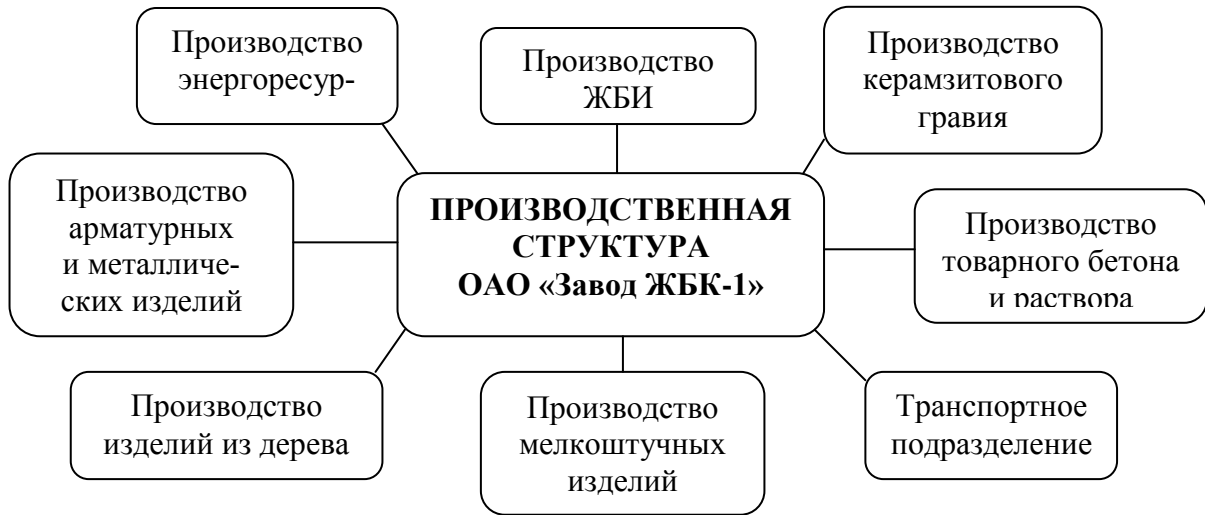 Производство
энергоресур-
Производство
ЖБИ
Производство
керамзитового
гравия
Производство
арматурных
и металличе-
ских изделий
ПРОИЗВОДСТВЕННАЯ
СТРУКТУРА
ОАО «Завод ЖБК-1»
Производство
товарного бетона
и раствора
Производство
изделий из дерева
Производство
мелкоштучных
изделий
Транспортное
подразделение